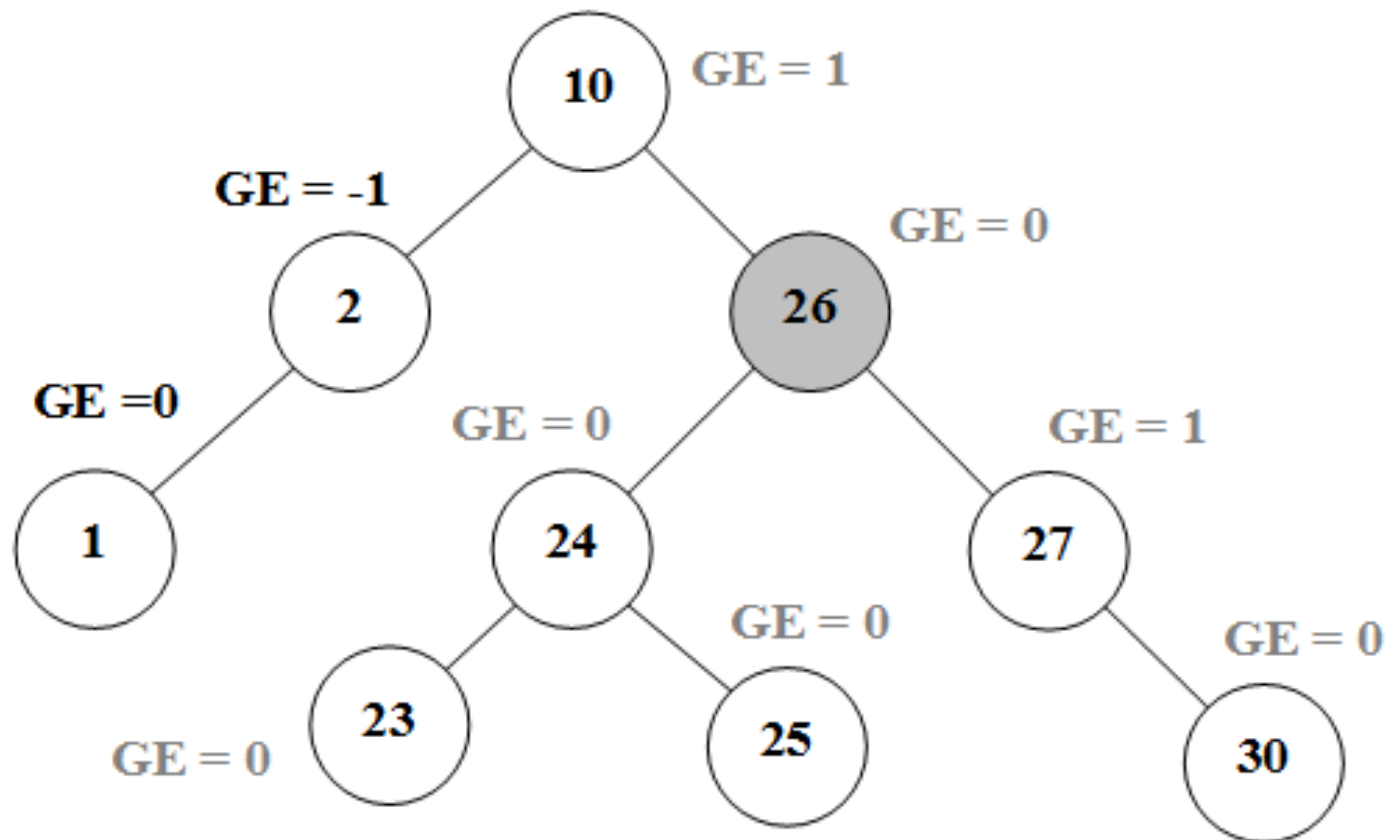 10
GE = 1
GE = -1
2
GE = 0
26
GE =0
1
GE = 0
24
GE = 1
27
GE = 0
23
GE = 0
25
GE = 0
30